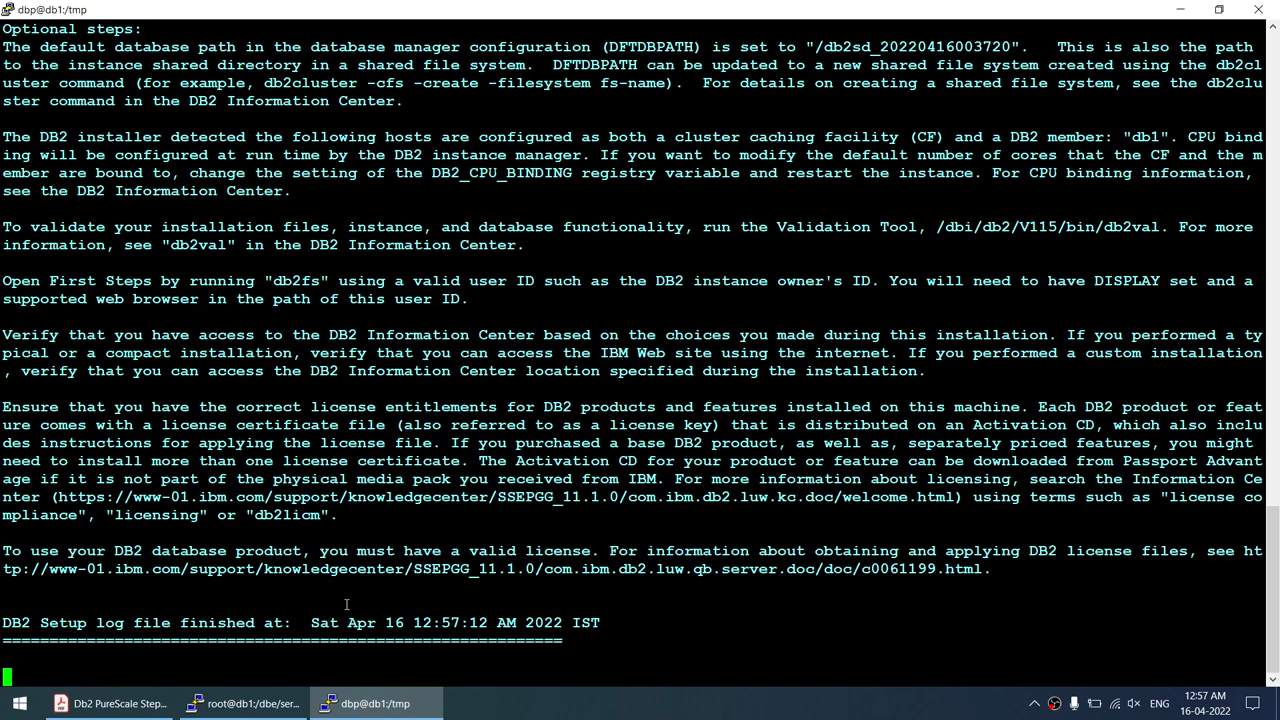 dbp@db1:/tmp
Optional steps:
The default database path in the database manager configuration (DFTDBPATH) is set to "/db2sd_20220416003720".   This is also the path
to the instance shared directory in a shared file system.  DFTDBPATH can be updated to a new shared file system created using the db2cl
uster command (for example, db2cluster -cfs -create -filesystem fs-name).  For details on creating a shared file system, see the db2clu
ster command in the DB2 Information Center.
The DB2 installer detected the following hosts are configured as both a cluster caching facility (CF) and a DB2 member: "db1". CPU bind
ing will be configured at run time by the DB2 instance manager. If you want to modify the default number of cores that the CF and the m
ember are bound to, change the setting of the DB2_CPU_BINDING registry variable and restart the instance. For CPU binding information,
see the DB2 Information Center.
To validate your installation files, instance, and database functionality, run the Validation Tool, /dbi/db2/V115/bin/db2val. For more
information, see "db2val" in the DB2 Information Center.
Open First Steps by running "db2fs" using a valid user ID such as the DB2 instance owner's ID. You will need to have DISPLAY set and a
supported web browser in the path of this user ID.
Verify that you have access to the DB2 Information Center based on the choices you made during this installation. If you performed a ty
pical or a compact installation, verify that you can access the IBM Web site using the internet. If you performed a custom installation
, verify that you can access the DB2 Information Center location specified during the installation.
Ensure that you have the correct license entitlements for DB2 products and features installed on this machine. Each DB2 product or feat
ure comes with a license certificate file (also referred to as a license key) that is distributed on an Activation CD, which also inclu
des instructions for applying the license file. If you purchased a base DB2 product, as well as, separately priced features, you might
need to install more than one license certificate. The Activation CD for your product or feature can be downloaded from Passport Advant
age if it is not part of the physical media pack you received from IBM. For more information about licensing, search the Information Ce
nter (https://www-01.ibm.com/support/knowledgecenter/SSEPGG_11.1.0/com.ibm.db2.luw.kc.doc/welcome.html) using terms such as "license co
mpliance", "licensing" or "db2licm".
To use your DB2 database product, you must have a valid license. For information about obtaining and applying DB2 license files, see ht
tp://www-01.ibm.com/support/knowledgecenter/SSEPGG_11.1.0/com.ibm.db2.luw.qb.server.doc/doc/c0061199.html.
DB2 Setup log file finished at:  Sat Apr 16 12:57:12 AM 2022 IST
============================================================
Db2 PureScale Step...
root@db1:/dbe/ser...
dbp@db1:/tmp
ENG
12:57 AM
16-04-2022